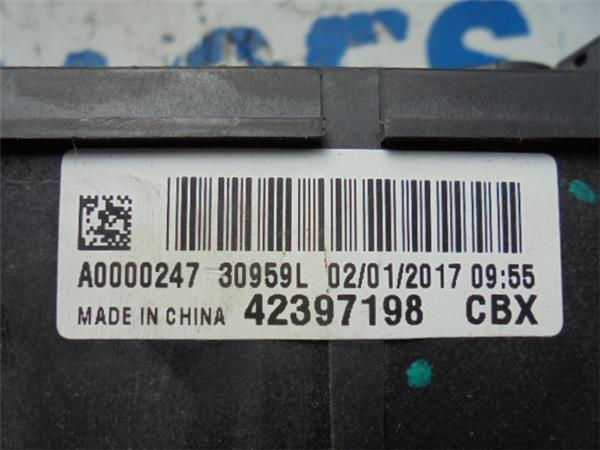 A0000247 30959L 02/01/2017 09:55
MADE IN CHINA 42397198 CBX